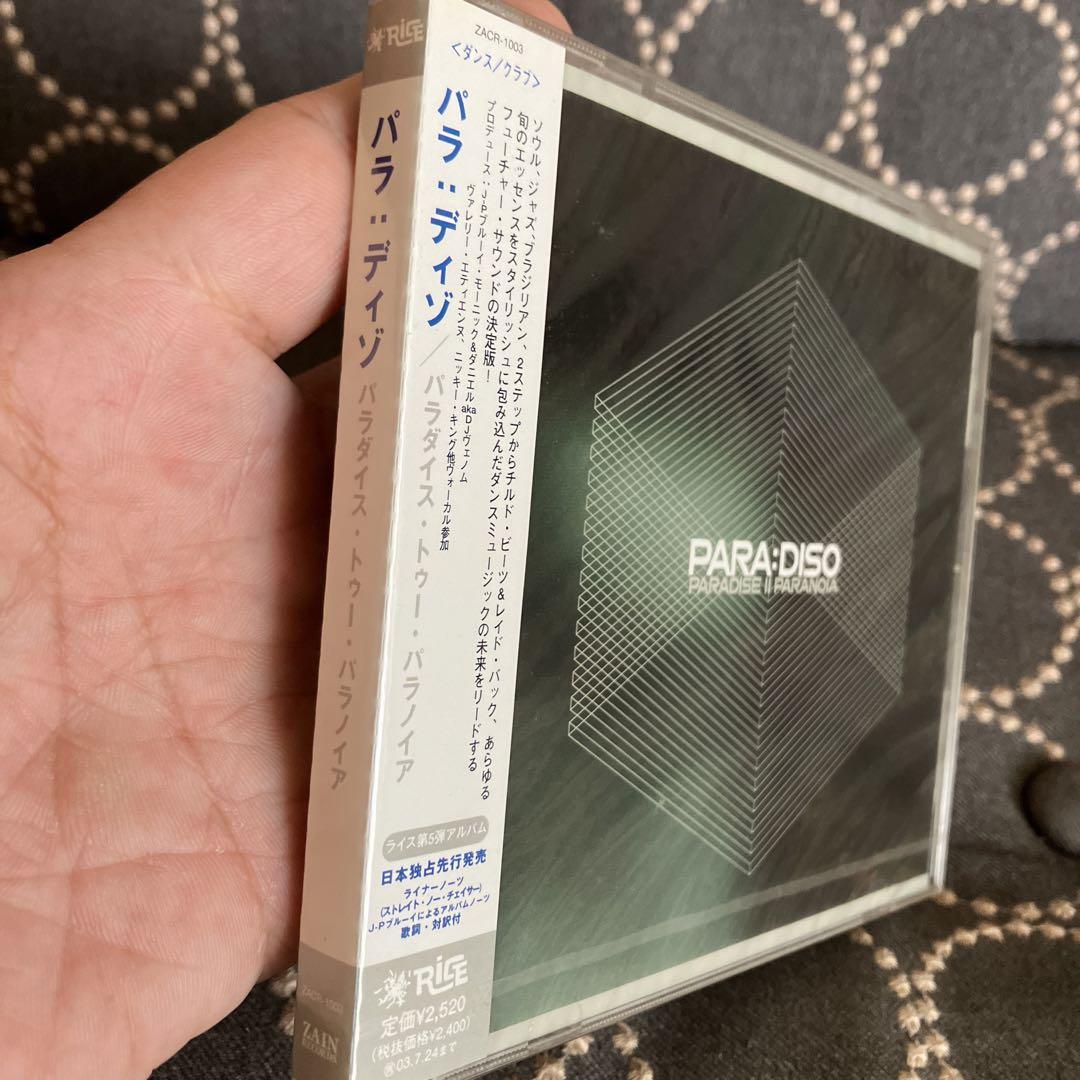 RICE
パラ:ディゾ パラダイス・トゥー・パラノイア
ZACR-1003
ZAIN
RECORDS
ZACR-1003
<ダンス/クラブ>
パラ:ディゾ/パラダイス・トゥー・パラノイア
ソウル、ジャズ、ブラジリアン、2ステップからチルド・ビーツ&レイド・バック、あらゆる
旬のエッセンスをスタイリッシュに包み込んだダンスミュージックの未来をリードする
フューチャー・サウンドの決定版!
プロデュース:J-Pブルーイ・モーニック&ダニエル aka DJヴェノム
ヴァレリー・エティエンヌ、ニッキー・キング他ヴォーカル参加
ライス第5弾アルバム
日本独占先行発売
ライナーノーツ
(ストレイト・ノー・チェイサー)
J-Pブルーイによるアルバムノーツ
歌詞・対訳付
RICE
定価¥2,520
(税抜価格¥2,400)
再03.7.24まで
PARA:DISO
PARADISE II PARANOIA